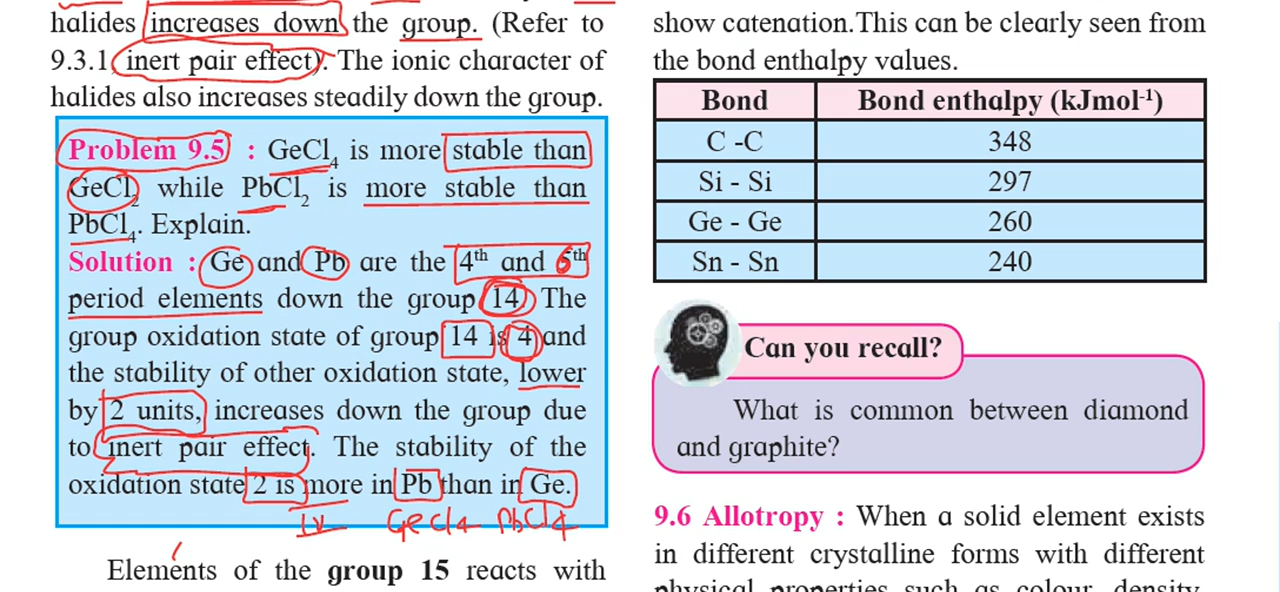 halides increases down the group. (Refer to
9.3.1, inert pair effect). The ionic character of
halides also increases steadily down the group.
Problem 9.5 : GeCl4 is more stable than
GeCl2 while PbCl2 is more stable than
PbCl4. Explain.
Solution : Ge and Pb are the 4th and 6th
period elements down the group 14. The
group oxidation state of group 14 is 4 and
the stability of other oxidation state, lower
by 2 units, increases down the group due
to inert pair effect. The stability of the
oxidation state 2 is more in Pb than in Ge.
IV GeCl4 PbCl4
Elements of the group 15 reacts with
show catenation.This can be clearly seen from
the bond enthalpy values.
Bond Bond enthalpy (kJmol-1)
C -C 348
Si - Si 297
Ge - Ge 260
Sn - Sn 240
Can you recall?
What is common between diamond
and graphite?
9.6 Allotropy : When a solid element exists
in different crystalline forms with different
physical properties such as colour, density,